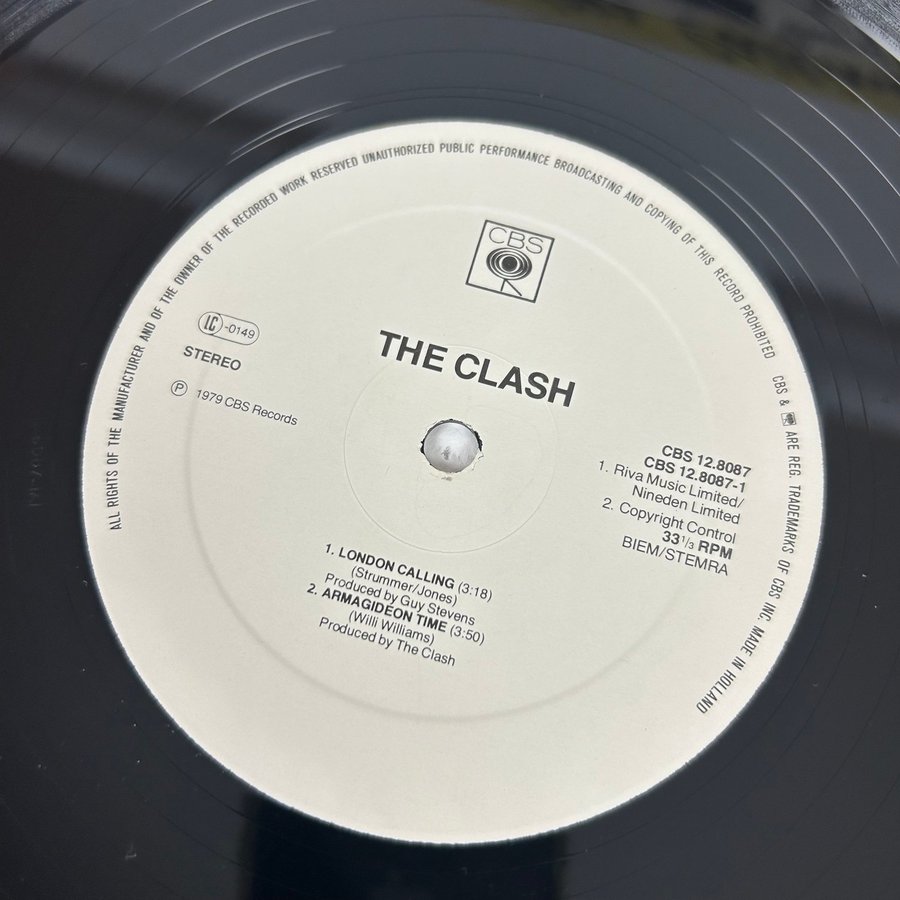 ALL RIGHTS OF THE MANUFACTURER AND OF THE OWNER OF THE RECORDED WORK RESERVED UNAUTHORIZED PUBLIC PERFORMANCE BROADCASTING AND COPYING OF THIS RECORD PROHIBITED CBS & ARE REG. TRADEMARKS OF CBS INC. MADE IN HOLLAND
CBS
LC-0149
STEREO
℗ 1979 CBS Records
THE CLASH
CBS 12.8087
CBS 12.8087-1
1. Riva Music Limited/
Nineden Limited
2. Copyright Control
33 1/3 RPM
BIEM/STEMRA
1. LONDON CALLING (3:18)
(Strummer/Jones)
Produced by Guy Stevens
2. ARMAGIDEON TIME (3:50)
(Willi Williams)
Produced by The Clash